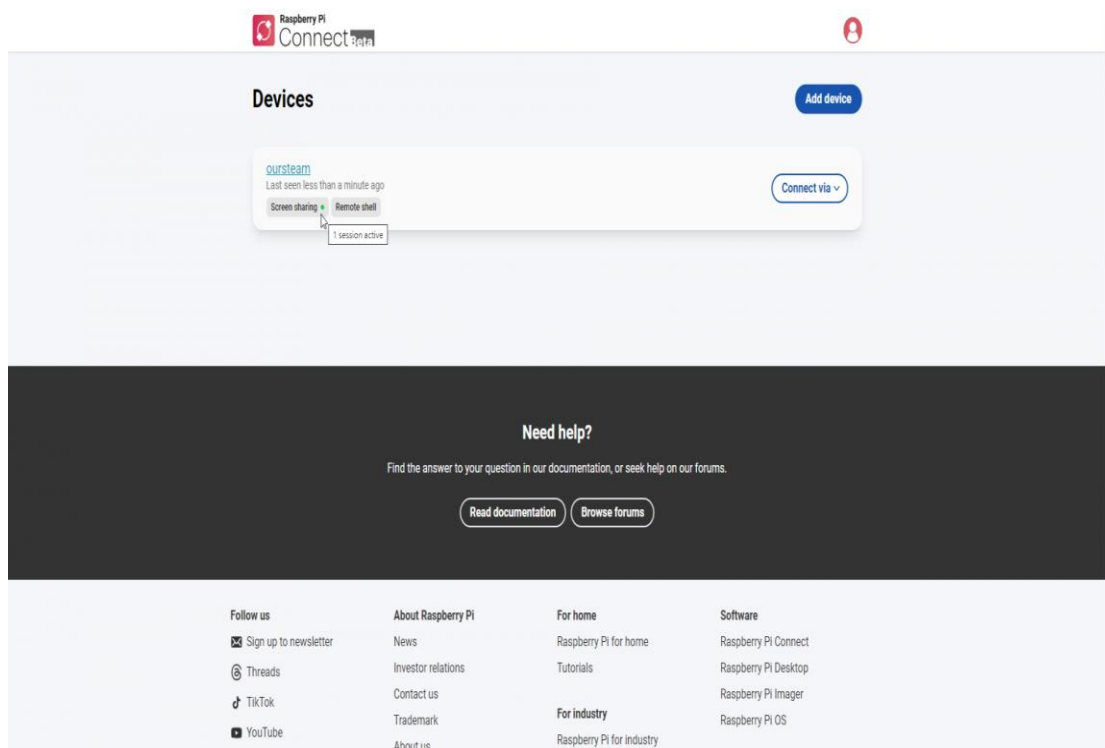 Raspberry Pi
Connect Beta
Devices
Add device
oursteam
Last seen less than a minute ago
Connect via
Screen sharing
Remote shell
1 session active
Need help?
Find the answer to your question in our documentation, or seek help on our forums.
Read documentation
Browse forums
Follow us
Sign up to newsletter
Threads
TikTok
YouTube
About Raspberry Pi
News
Investor relations
Contact us
Trademark
About us
For home
Raspberry Pi for home
Tutorials
For industry
Raspberry Pi for industry
Software
Raspberry Pi Connect
Raspberry Pi Desktop
Raspberry Pi Imager
Raspberry Pi OS